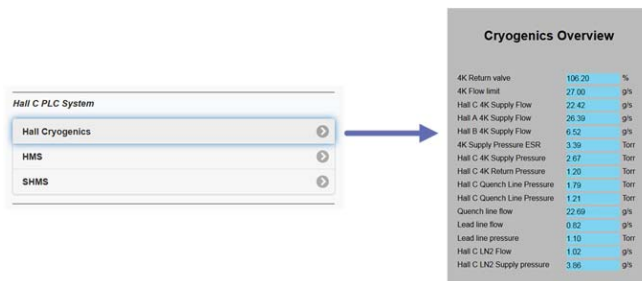 Hall C PLC System
Hall Cryogenics
HMS
SHMS
Cryogenics Overview
4K Return valve 106.20 %
4K Flow limit 27.00 g/s
Hall C 4K Supply Flow 22.42 g/s
Hall A 4K Supply Flow 26.39 g/s
Hall B 4K Supply Flow 6.52 g/s
4K Supply Pressure ESR 3.39 Torr
Hall C 4K Supply Pressure 2.67 Torr
Hall C 4K Return Pressure 1.20 Torr
Hall C Quench Line Pressure 1.79 Torr
Hall C Quench Line Pressure 1.21 Torr
Quench line flow 22.69 g/s
Lead line flow 0.82 g/s
Lead line pressure 1.10 Torr
Hall C LN2 Flow 1.02 g/s
Hall C LN2 Supply pressure 3.86 g/s